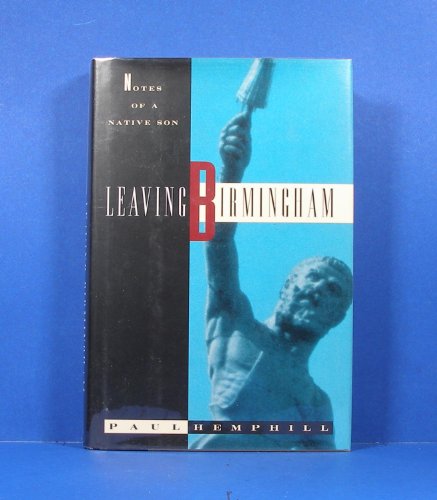 NOTES
OF A
NATIVE SON
LEAVING BIRMINGHAM
PAUL HEMPHILL